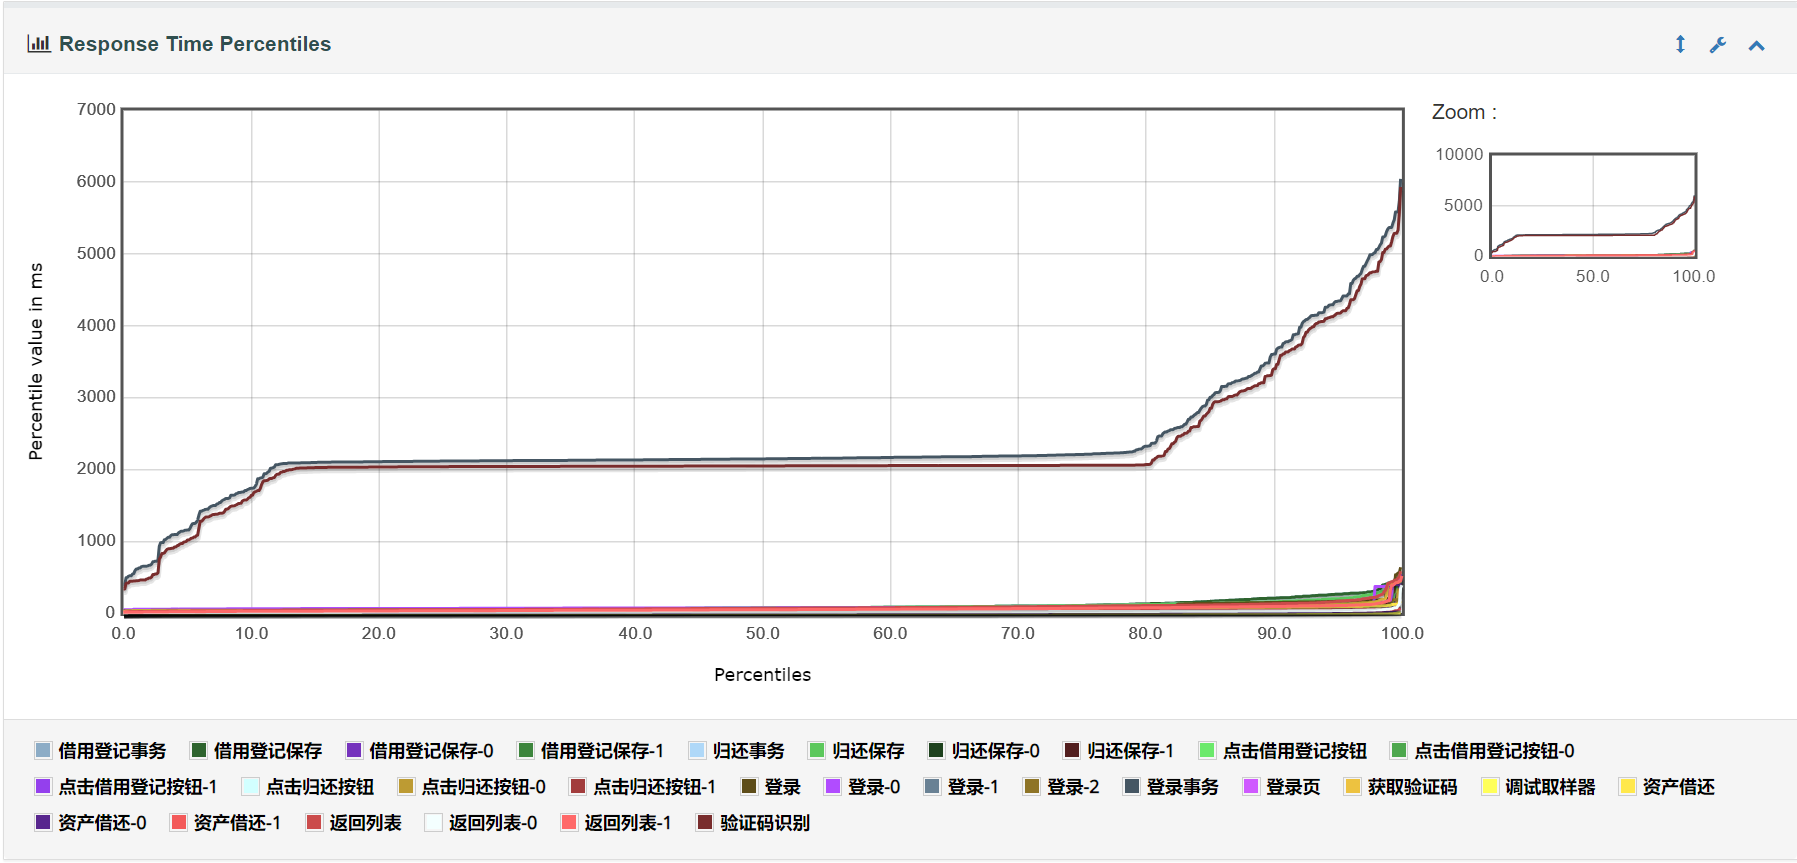 Response Time Percentiles
Zoom :
7000
6000
5000
4000
3000
2000
1000
0
Percentile value in ms
0.0 10.0 20.0 30.0 40.0 50.0 60.0 70.0 80.0 90.0 100.0
Percentiles
10000
5000
0
0.0 50.0 100.0
借用登记事务 借用登记保存 借用登记保存-0 借用登记保存-1 归还事务 归还保存 归还保存-0 归还保存-1 点击借用登记按钮 点击借用登记按钮-0
点击借用登记按钮-1 点击归还按钮 点击归还按钮-0 点击归还按钮-1 登录 登录-0 登录-1 登录-2 登录事务 登录页 获取验证码 调试取样器 资产借还
资产借还-0 资产借还-1 返回列表 返回列表-0 返回列表-1 验证码识别